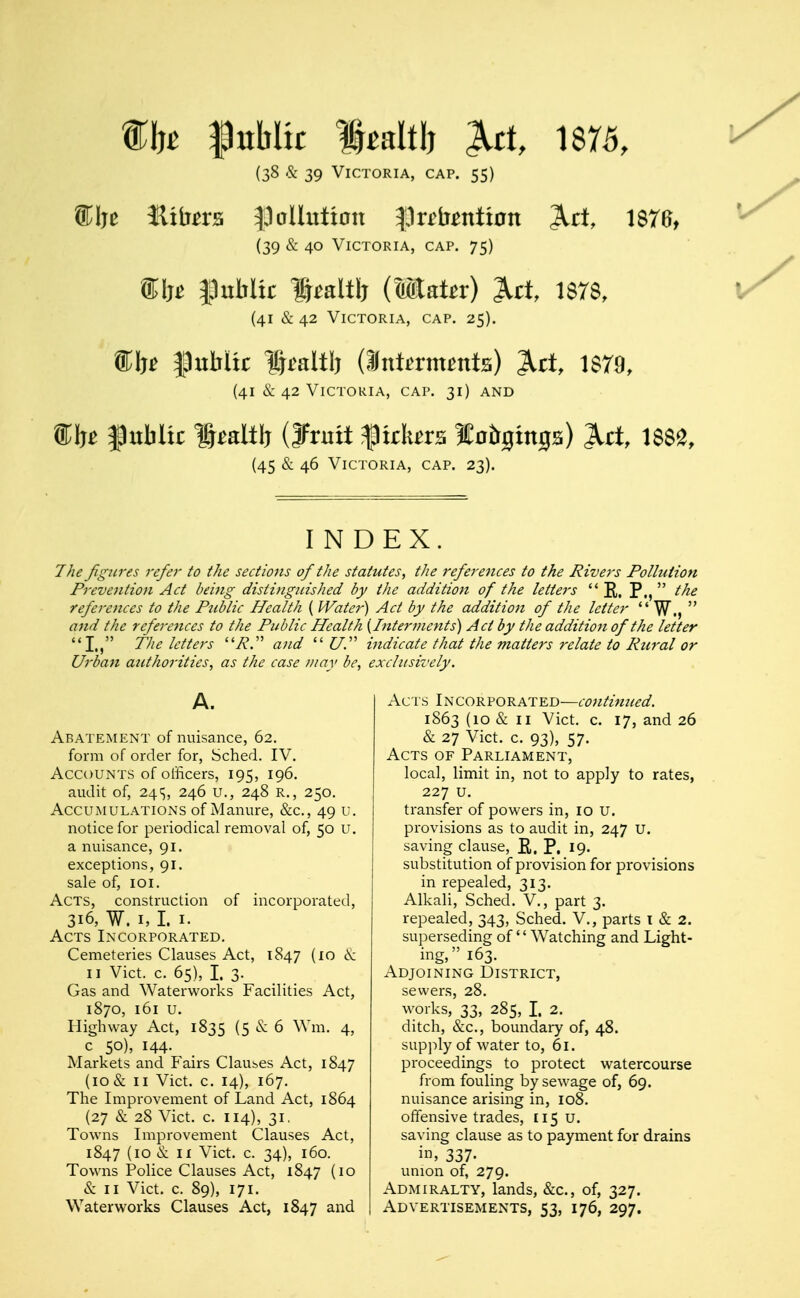 The Public Health Act, 1875,
(38 & 39 VICTORIA, CAP. 55)
The Rivers Pollution Prevention Act, 1876,
(39 & 40 VICTORIA, CAP. 75)
The Public Health (Water) Act, 1878,
(41 & 42 VICTORIA, CAP. 25).
The Public Health (Interments) Act, 1879,
(41 & 42 VICTORIA, CAP. 31) AND
The Public Health (Fruit Pickers Lodgings) Act, 1882,
(45 & 46 VICTORIA, CAP. 23).
INDEX.
The figures refer to the sections of the statutes, the references to the Rivers Pollution
Prevention Act being distinguished by the addition of the letters “R. P.,” the
references to the Public Health (Water) Act by the addition of the letter “W.,”
and the references to the Public Health (Interments) Act by the addition of the letter
“I.,” The letters “R.” and “U.” indicate that the matters relate to Rural or
Urban authorities, as the case may be, exclusively.
A.
ABATEMENT of nuisance, 62.
form of order for, Sched. IV.
ACCOUNTS of officers, 195, 196.
audit of, 245, 246 U., 248 R., 250.
ACCUMULATIONS of Manure, &c., 49 U.
notice for periodical removal of, 50 U.
a nuisance, 91.
exceptions, 91.
sale of, 101.
ACTS, construction of incorporated,
316, W. 1, I. 1.
ACTS INCORPORATED.
Cemeteries Clauses Act, 1847 (10 &
11 Vict. c. 65), I. 3.
Gas and Waterworks Facilities Act,
1870, 161 U.
Highway Act, 1835 (5 & 6 Wm. 4,
c 50), 144.
Markets and Fairs Clauses Act, 1847
(10 & 11 Vict. c. 14), 167.
The Improvement of Land Act, 1864
(27 & 28 Vict. c. 114), 31.
Towns Improvement Clauses Act,
1847 (10 & 11 Vict. c. 34), 160.
Towns Police Clauses Act, 1847 (10
& 11 Vict. c. 89), 171.
Waterworks Clauses Act, 1847 and
ACTS INCORPORATED—continued.
1863 (10 & 11 Vict. c. 17, and 26
& 27 Vict. c. 93), 57.
ACTS OF PARLIAMENT,
local, limit in, not to apply to rates,
227 U.
transfer of powers in, 10 U.
provisions as to audit in, 247 U.
saving clause, R. P. 19.
substitution of provision for provisions
in repealed, 313.
Alkali, Sched. V., part 3.
repealed, 343, Sched. V., parts 1 & 2.
superseding of “Watching and Light-
ing,” 163.
ADJOINING DISTRICT,
sewers, 28.
works, 33, 285, I. 2.
ditch, &c., boundary of, 48.
supply of water to, 61.
proceedings to protect watercourse
from fouling by sewage of, 69.
nuisance arising in, 108.
offensive trades, 115 U.
saving clause as to payment for drains
in, 337.
union of, 279.
ADMIRALTY, lands, &c., of, 327.
ADVERTISEMENTS, 53, 176, 297.